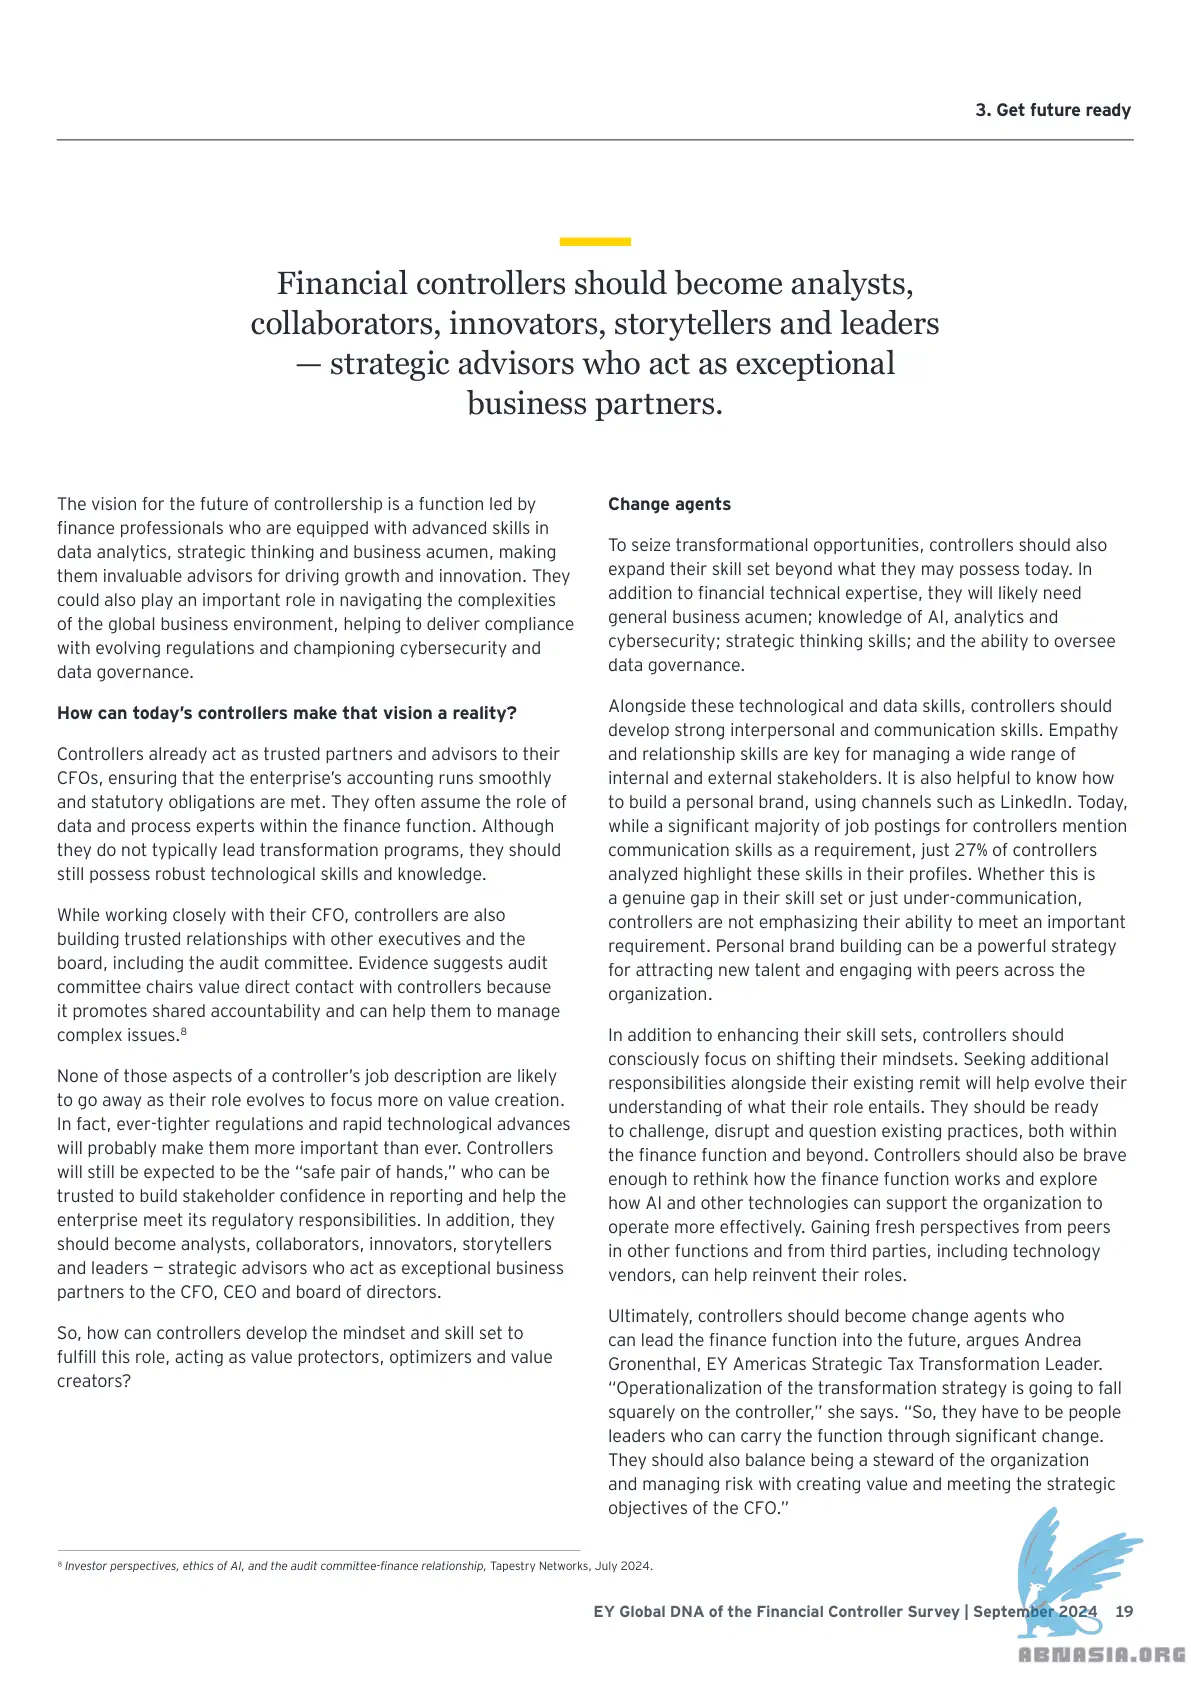 3. Get future ready
Financial controllers should become analysts,
collaborators, innovators, storytellers and leaders
— strategic advisors who act as exceptional
business partners.
The vision for the future of controllership is a function led by
finance professionals who are equipped with advanced skills in
data analytics, strategic thinking and business acumen, making
them invaluable advisors for driving growth and innovation. They
could also play an important role in navigating the complexities
of the global business environment, helping to deliver compliance
with evolving regulations and championing cybersecurity and
data governance.
How can today’s controllers make that vision a reality?
Controllers already act as trusted partners and advisors to their
CFOs, ensuring that the enterprise’s accounting runs smoothly
and statutory obligations are met. They often assume the role of
data and process experts within the finance function. Although
they do not typically lead transformation programs, they should
still possess robust technological skills and knowledge.
While working closely with their CFO, controllers are also
building trusted relationships with other executives and the
board, including the audit committee. Evidence suggests audit
committee chairs value direct contact with controllers because
it promotes shared accountability and can help them to manage
complex issues.⁸
None of those aspects of a controller’s job description are likely
to go away as their role evolves to focus more on value creation.
In fact, ever-tighter regulations and rapid technological advances
will probably make them more important than ever. Controllers
will still be expected to be the “safe pair of hands,” who can be
trusted to build stakeholder confidence in reporting and help the
enterprise meet its regulatory responsibilities. In addition, they
should become analysts, collaborators, innovators, storytellers
and leaders — strategic advisors who act as exceptional business
partners to the CFO, CEO and board of directors.
So, how can controllers develop the mindset and skill set to
fulfill this role, acting as value protectors, optimizers and value
creators?
Change agents
To seize transformational opportunities, controllers should also
expand their skill set beyond what they may possess today. In
addition to financial technical expertise, they will likely need
general business acumen; knowledge of AI, analytics and
cybersecurity; strategic thinking skills; and the ability to oversee
data governance.
Alongside these technological and data skills, controllers should
develop strong interpersonal and communication skills. Empathy
and relationship skills are key for managing a wide range of
internal and external stakeholders. It is also helpful to know how
to build a personal brand, using channels such as LinkedIn. Today,
while a significant majority of job postings for controllers mention
communication skills as a requirement, just 27% of controllers
analyzed highlight these skills in their profiles. Whether this is
a genuine gap in their skill set or just under-communication,
controllers are not emphasizing their ability to meet an important
requirement. Personal brand building can be a powerful strategy
for attracting new talent and engaging with peers across the
organization.
In addition to enhancing their skill sets, controllers should
consciously focus on shifting their mindsets. Seeking additional
responsibilities alongside their existing remit will help evolve their
understanding of what their role entails. They should be ready
to challenge, disrupt and question existing practices, both within
the finance function and beyond. Controllers should also be brave
enough to rethink how the finance function works and explore
how AI and other technologies can support the organization to
operate more effectively. Gaining fresh perspectives from peers
in other functions and from third parties, including technology
vendors, can help reinvent their roles.
Ultimately, controllers should become change agents who
can lead the finance function into the future, argues Andrea
Gronenthal, EY Americas Strategic Tax Transformation Leader.
“Operationalization of the transformation strategy is going to fall
squarely on the controller,” she says. “So, they have to be people
leaders who can carry the function through significant change.
They should also balance being a steward of the organization
and managing risk with creating value and meeting the strategic
objectives of the CFO.”
⁸ Investor perspectives, ethics of AI, and the audit committee-finance relationship, Tapestry Networks, July 2024.
EY Global DNA of the Financial Controller Survey | September 2024 19
ABNASIA.ORG